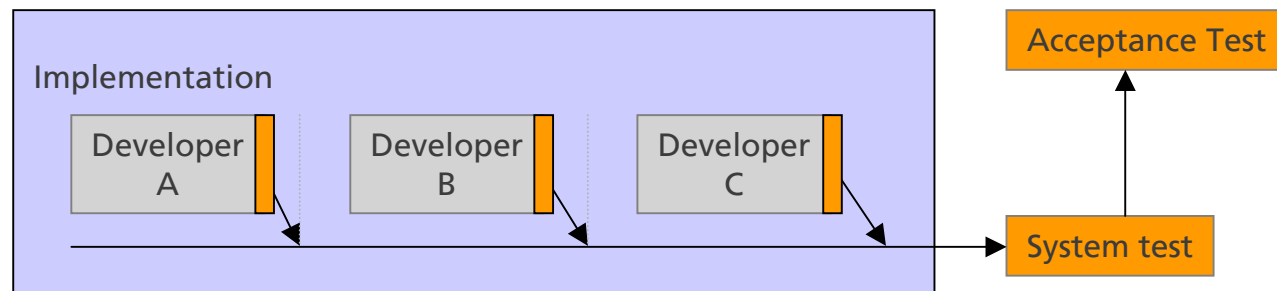 Acceptance Test
Implementation
Developer
A
Developer
B
Developer
C
System test